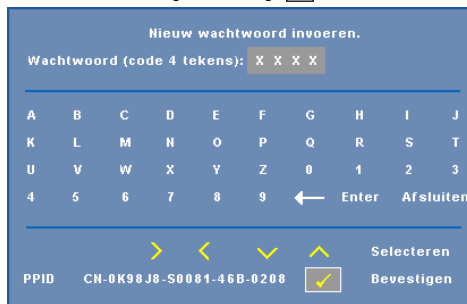 Nieuw wachtwoord invoeren.
Wachtwoord (code 4 tekens): X X X X
A B C D E F G H I J
K L M N O P Q R S T
U V W X Y Z 0 1 2 3
4 5 6 7 8 9 Enter Afsluiten
Selecteren
PPID CN-0K98J8-S0081-46B-0208 Bevestigen